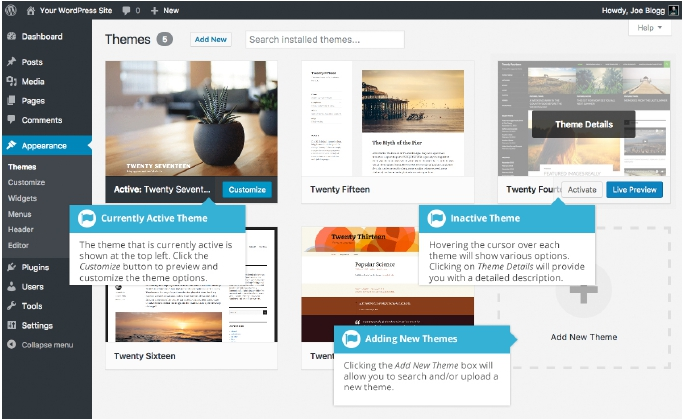 Your WordPress Site 0 + New Howdy, Joe Blogg
Help
Dashboard
Posts
Media
Pages
Comments
Appearance
Themes
Customize
Widgets
Menus
Header
Editor
Plugins
Users
Tools
Settings
Collapse menu
Themes 5 Add New Search installed themes...
TWENTY SEVENTEEN
Active: Twenty Sevent... Customize
Twenty Fifteen
The Rhythm of the Pier
Twenty Fifteen
Theme Details
Twenty Fourt Activate Live Preview
Currently Active Theme
The theme that is currently active is
shown at the top left. Click the
Customize button to preview and
customize the theme options.
Inactive Theme
Hovering the cursor over each
theme will show various options.
Clicking on Theme Details will provide
you with a detailed description.
Twenty Sixteen
Twenty Thirteen
Popular Science
Adding New Themes
Clicking the Add New Theme box will
allow you to search and/or upload a
new theme.
Add New Theme